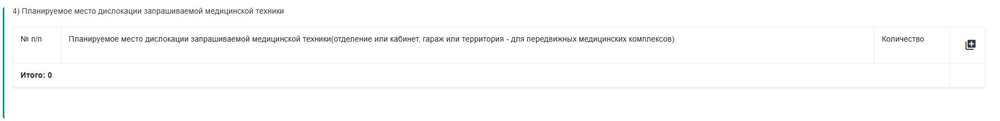 4) Планируемое место дислокации запрашиваемой медицинской техники
№ п/п Планируемое место дислокации запрашиваемой медицинской техники(отделение или кабинет, гараж или территория - для передвижных медицинских комплексов) Количество
Итого: 0